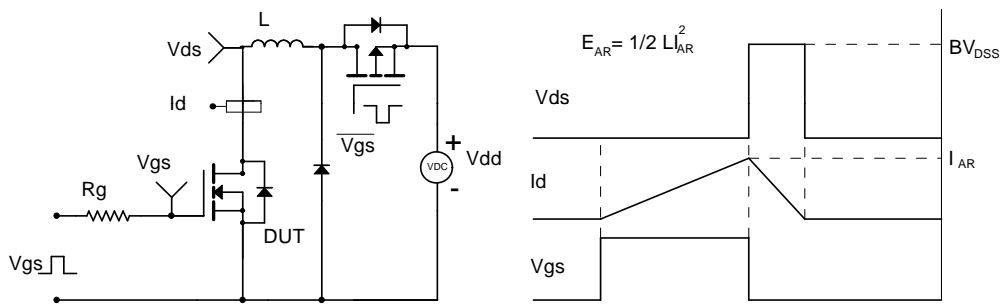 L
Vds
Id
Vgs
Vgs
+
VDC
Vdd
-
Rg
DUT
Vgs
E_AR= 1/2 LI_AR^2
BV_DSS
Vds
I_AR
Id
Vgs